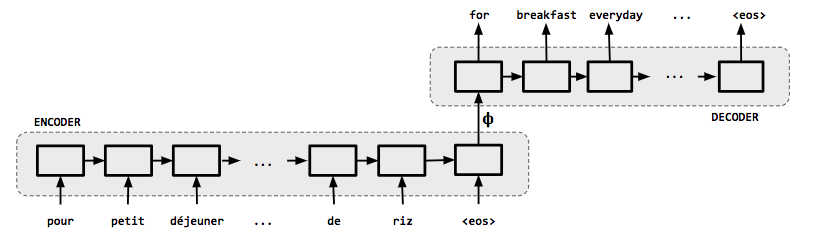 for breakfast everyday ... <eos>
ENCODER
ϕ
DECODER
... 
...
pour petit déjeuner ... de riz <eos>